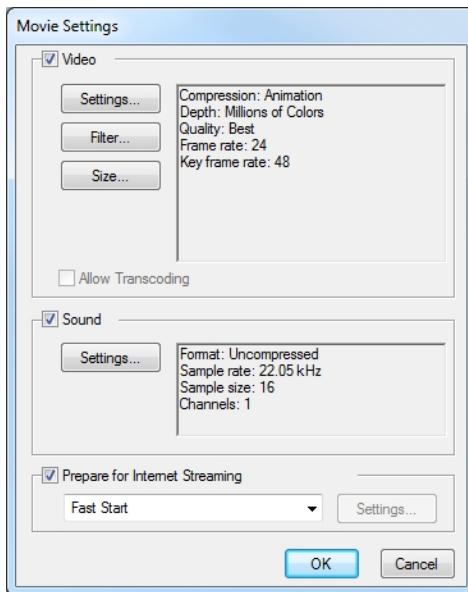 Movie Settings
Video
Settings...
Filter...
Size...
Compression: Animation
Depth: Millions of Colors
Quality: Best
Frame rate: 24
Key frame rate: 48
Allow Transcoding
Sound
Settings...
Format: Uncompressed
Sample rate: 22.05 kHz
Sample size: 16
Channels: 1
Prepare for Internet Streaming
Fast Start
Settings...
OK
Cancel